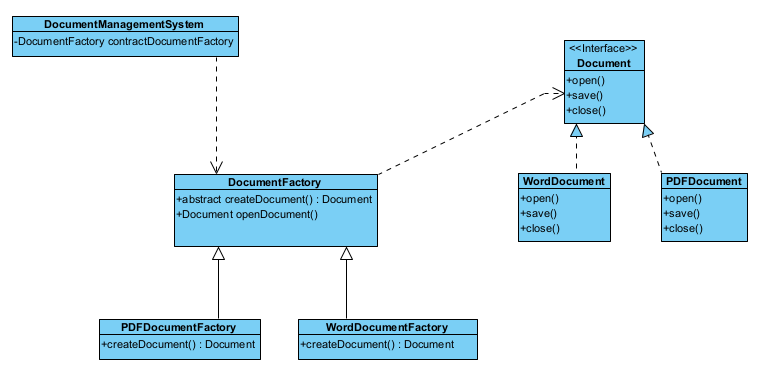 DocumentManagementSystem
-DocumentFactory contractDocumentFactory
<<Interface>>
Document
+open()
+save()
+close()
DocumentFactory
+abstract createDocument() : Document
+Document openDocument()
WordDocument
+open()
+save()
+close()
PDFDocument
+open()
+save()
+close()
PDFDocumentFactory
+createDocument() : Document
WordDocumentFactory
+createDocument() : Document